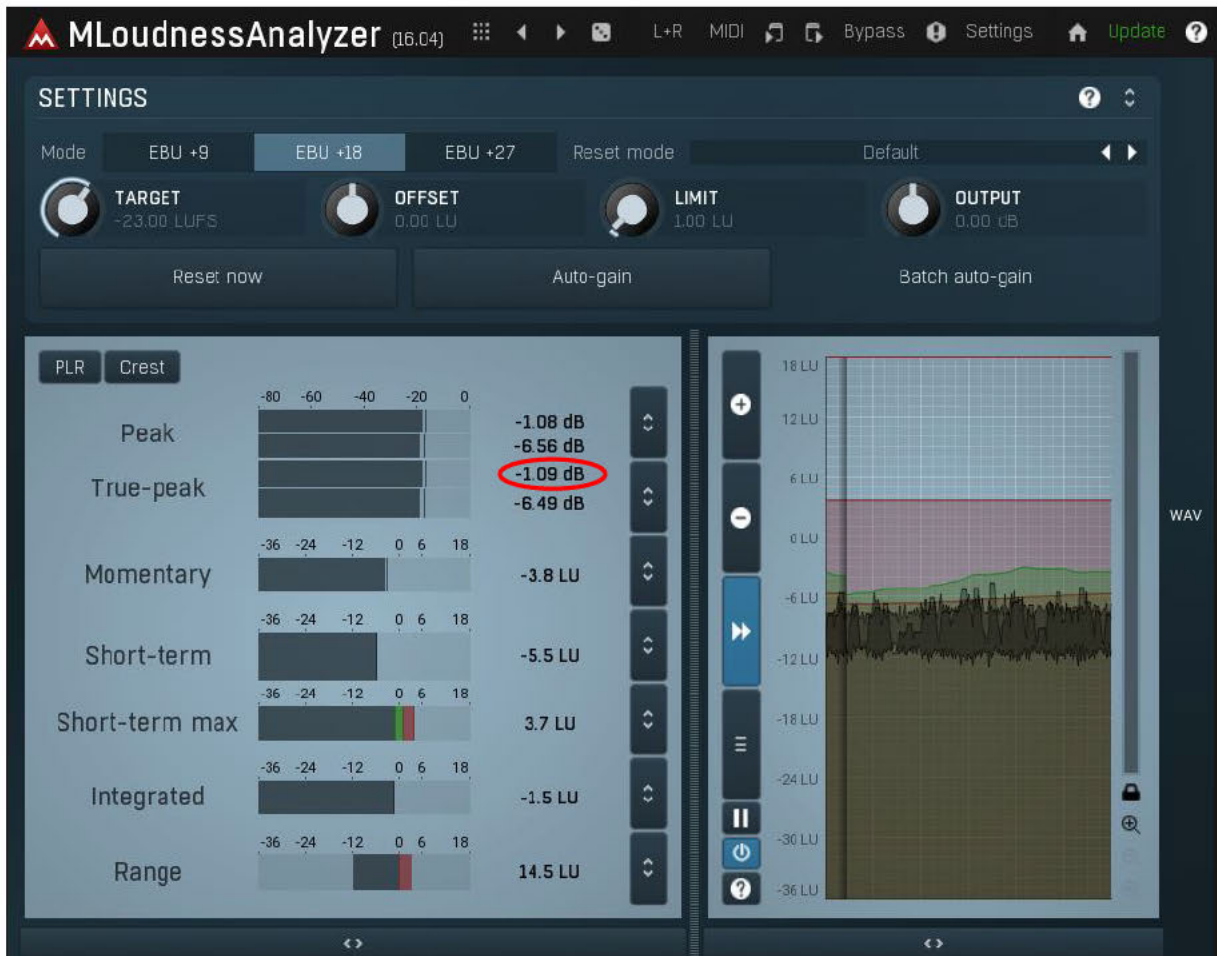 MLoudnessAnalyzer (16.04) L+R MIDI Bypass Settings Update ?
SETTINGS ?
Mode EBU +9 EBU +18 EBU +27 Reset mode Default
TARGET OFFSET LIMIT OUTPUT
-23.00 LUFS 0.00 LU 1.00 LU 0.00 dB
Reset now Auto-gain Batch auto-gain
PLR Crest
-80 -60 -40 -20 0
Peak -1.08 dB
-6.56 dB
True-peak -1.09 dB
-6.49 dB
-36 -24 -12 0 6 18
Momentary -3.8 LU
-36 -24 -12 0 6 18
Short-term -5.5 LU
-36 -24 -12 0 6 18
Short-term max 3.7 LU
-36 -24 -12 0 6 18
Integrated -1.5 LU
-36 -24 -12 0 6 18
Range 14.5 LU
18 LU
12 LU
6 LU
0 LU
-6 LU
-12 LU
-18 LU
-24 LU
-30 LU
-36 LU
?
WAV